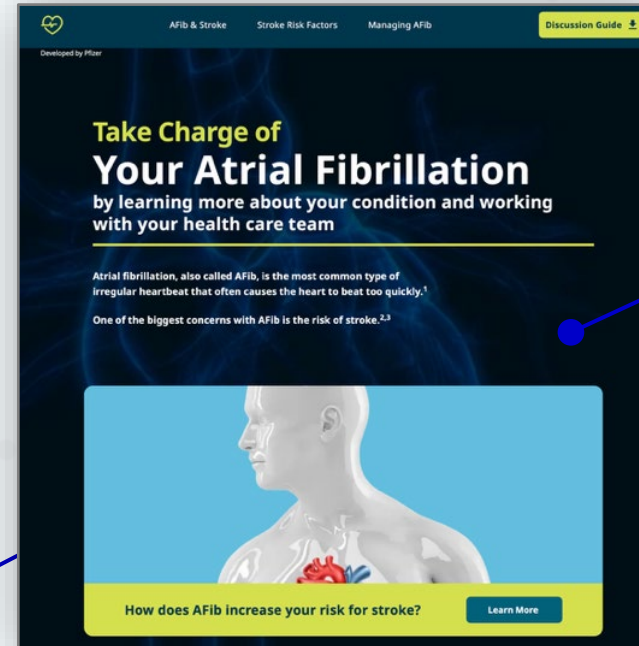 AFib & Stroke
Stroke Risk Factors
Managing AFib
Discussion Guide
Developed by Pfizer
Take Charge of
Your Atrial Fibrillation
by learning more about your condition and working
with your health care team
Atrial fibrillation, also called AFib, is the most common type of
irregular heartbeat that often causes the heart to beat too quickly.1
One of the biggest concerns with AFib is the risk of stroke.2,3
How does AFib increase your risk for stroke?
Learn More